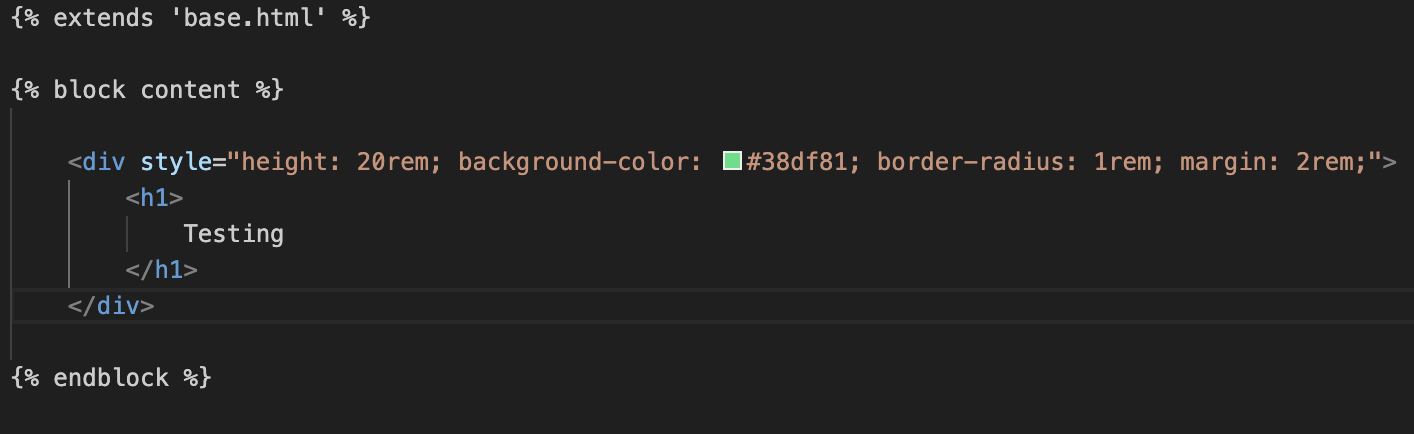 {% extends 'base.html' %}
{% block content %}
<div style="height: 20rem; background-color: #38df81; border-radius: 1rem; margin: 2rem;">
<h1>
Testing
</h1>
</div>
{% endblock %}